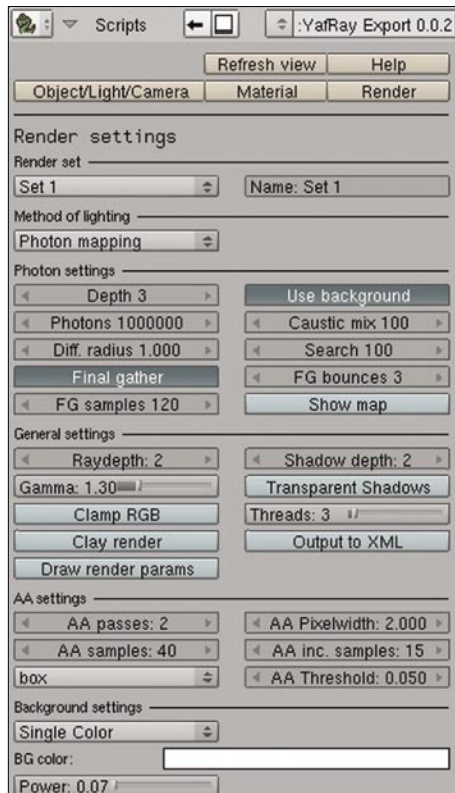 Scripts :YafRay Export 0.0.2
Refresh view Help
Object/Light/Camera Material Render
Render settings
Render set
Set 1 Name: Set 1
Method of lighting
Photon mapping
Photon settings
Depth 3 Use background
Photons 1000000 Caustic mix 100
Diff. radius 1.000 Search 100
Final gather FG bounces 3
FG samples 120 Show map
General settings
Raydepth: 2 Shadow depth: 2
Gamma: 1.30 Transparent Shadows
Clamp RGB Threads: 3
Clay render Output to XML
Draw render params
AA settings
AA passes: 2 AA Pixelwidth: 2.000
AA samples: 40 AA inc. samples: 15
box AA Threshold: 0.050
Background settings
Single Color
BG color:
Power: 0.07